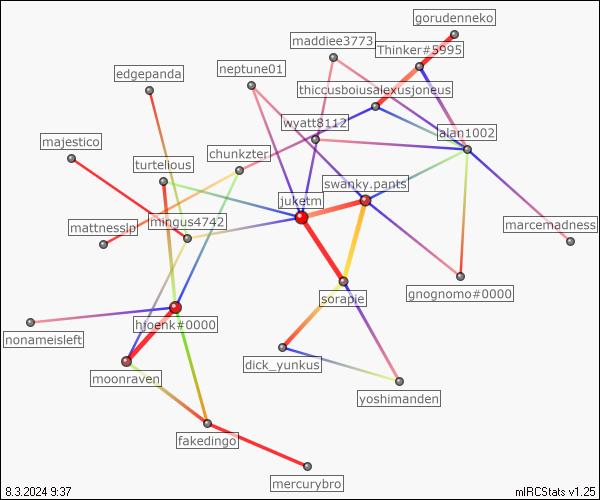 gorudenneko
maddiee3773
Thinker#5995
neptune01
edgepanda
thiccusboiusalexusjoneus
wyatt8112
alan1002
majestico
chunkzter
turtelious
swanky.pants
juketm
mingus4742
mattnesslp
marcemadness
sorapie
gnognomo#0000
hjoenk#0000
nonameisleft
dick_yunkus
moonraven
yoshimanden
fakedingo
mercurybro
8.3.2024 9:37
mIRCStats v1.25